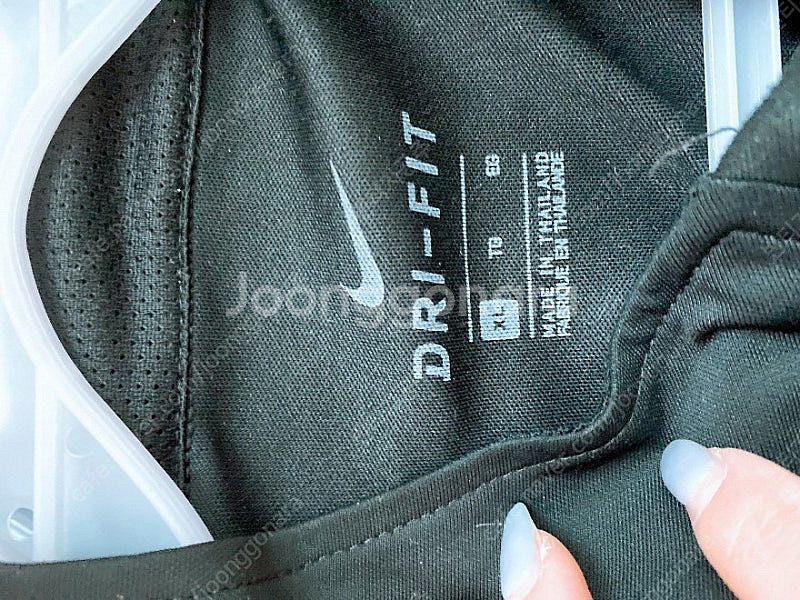 DRI-FIT
XL TG EG
MADE IN THAILAND
FABRIQUE EN THAILANDE
Joonggonara